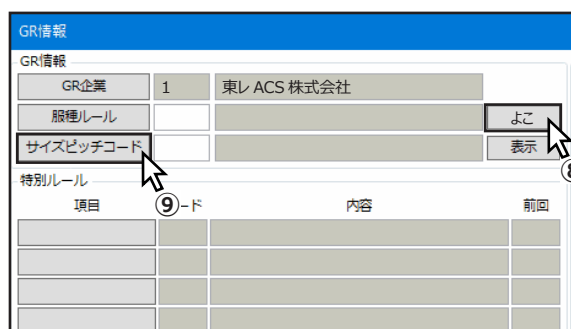 GR情報
GR情報
GR企業 1 東レ ACS 株式会社
服種ルール よこ
サイズピッチコード 表示
⑧
特別ルール
項目 ⑨ード 内容 前回